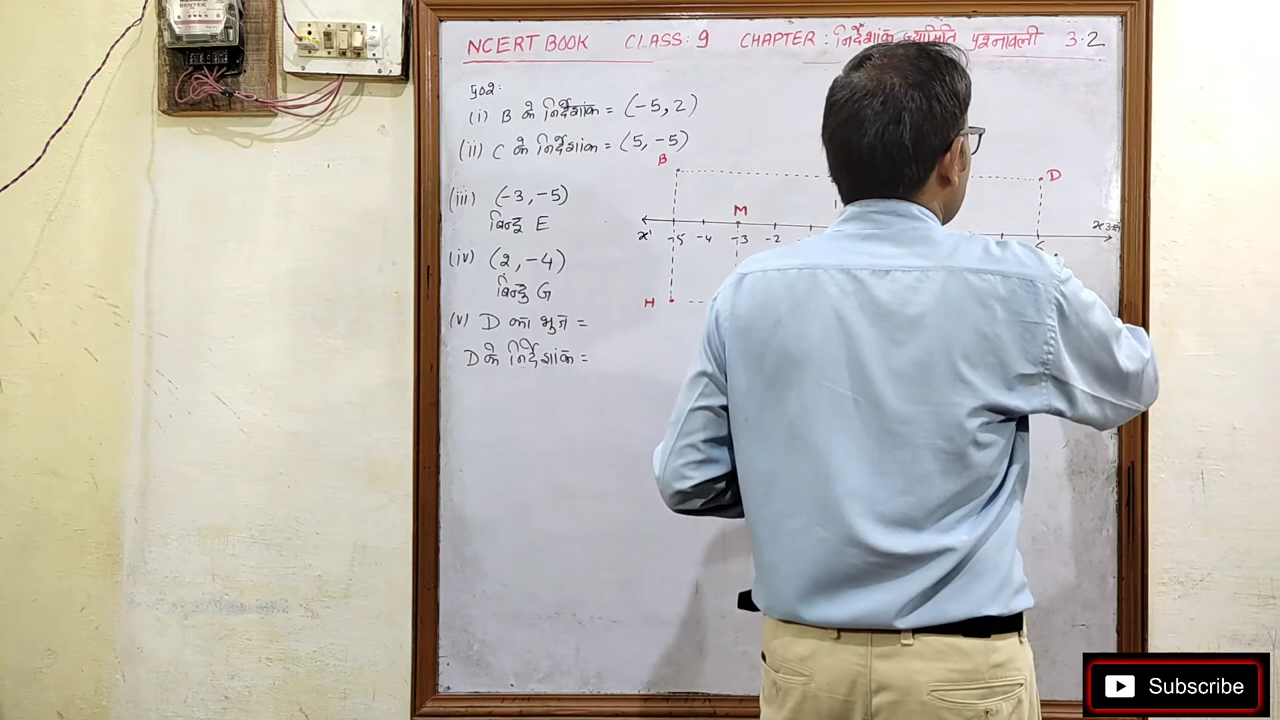 NCERT BOOK CLASS: 9 CHAPTER: निर्देशांक ज्यामिति प्रश्नावली 3.2
प्र०2:
(i) B के निर्देशांक = (-5, 2)
(ii) C के निर्देशांक = (5, -5)
(iii) (-3, -5)
बिन्दु E
(iv) (2, -4)
बिन्दु G
(v) D का भुज =
D के निर्देशांक =
B D
M
x' -5 -4 -3 -2
H
Subscribe